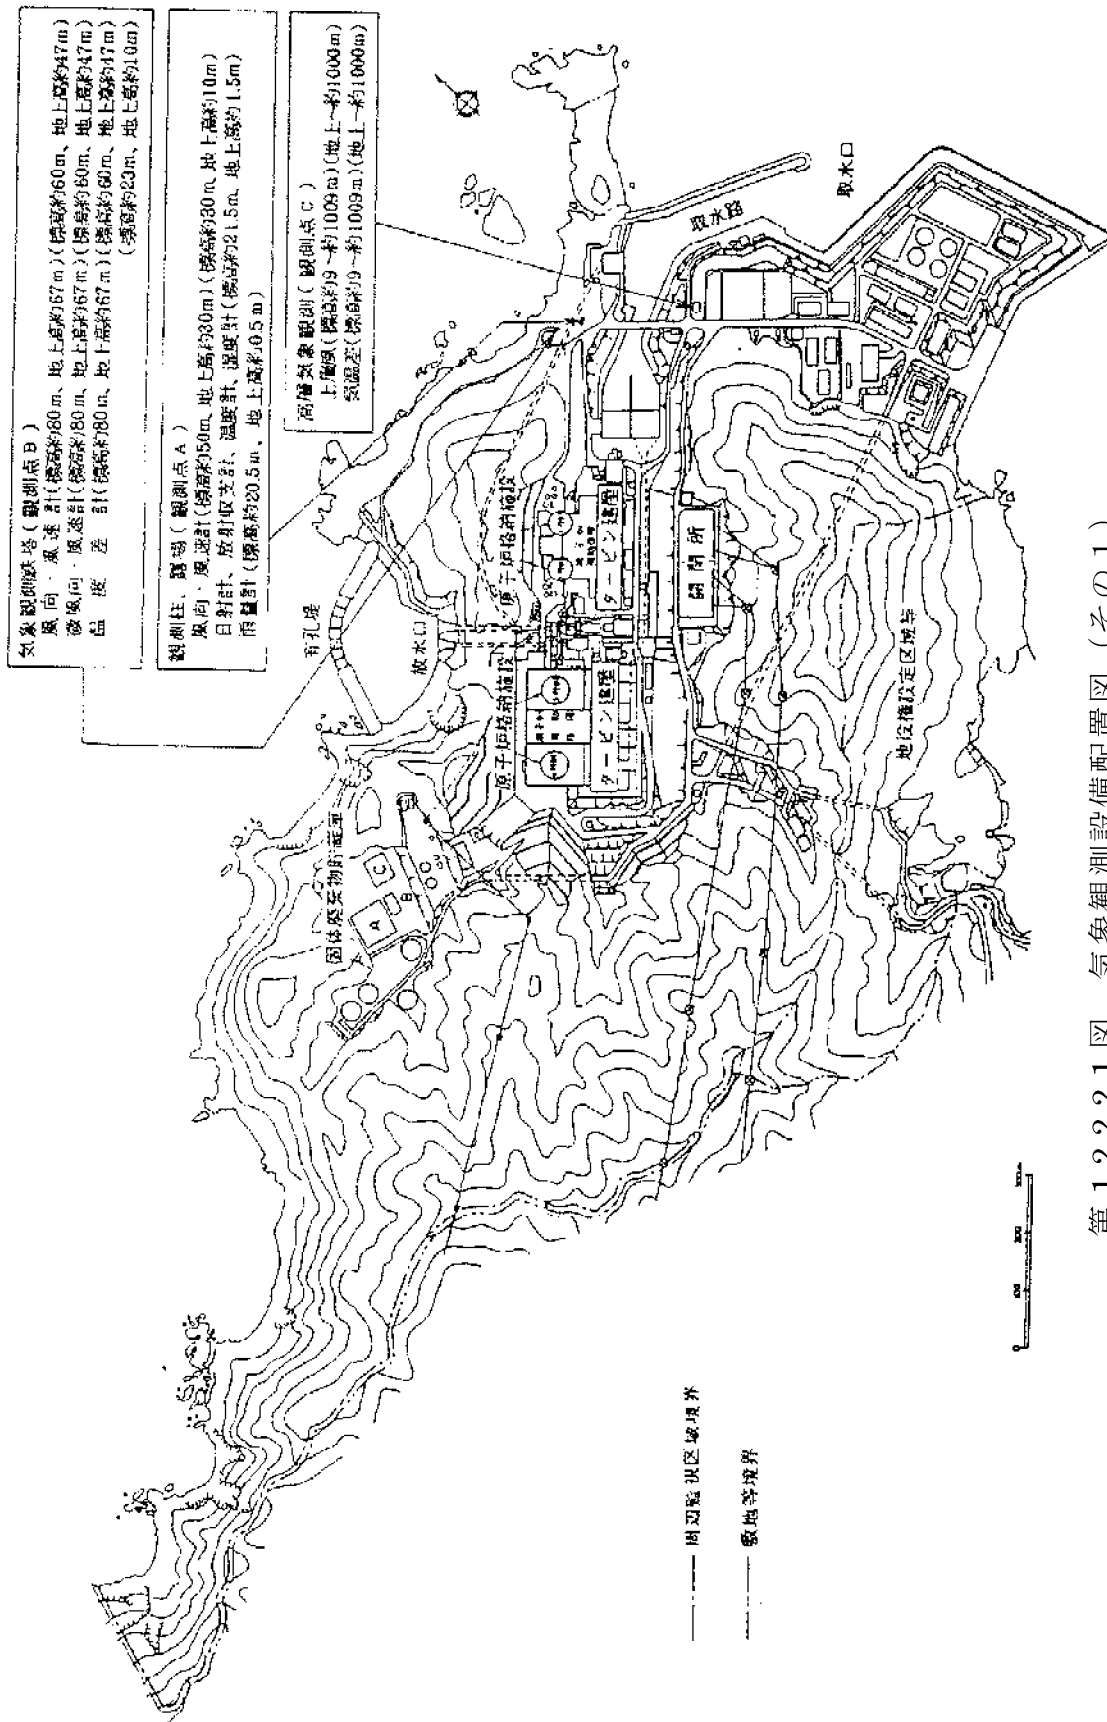 気象観測鉄塔(観測点B)
風向・風速計(標高約80m、地上高約67m)(標高約60m、地上高約47m)
微風向・風速計(標高約80m、地上高約67m)(標高約60m、地上高約47m)
温度差計(標高約80m、地上高約67m)(標高約60m、地上高約47m)
(標高約23m、地上高約10m)
観測柱、露場(観測点A)
風向・風速計(標高約50m、地上高約30m)(標高約30m、地上高約10m)
日射計、放射収支計、温度計、湿度計(標高約21.5m、地上高約1.5m)
雨量計(標高約20.5m、地上高約0.5m)
高層気象観測(観測点C)
上層風(標高約9~約1009m)(地上~約1000m)
気温差(標高約9~約1009m)(地上~約1000m)
有孔堤
放水口
取水路
取水口
原子炉格納施設
タービン建屋
原子炉格納施設
タービン建屋
開閉所
固体廃棄物貯蔵庫
A
B
C
地役権設定区域等
周辺監視区域境界
敷地等境界
第1.2.2.2.1図 気象観測設備配置図(その1)